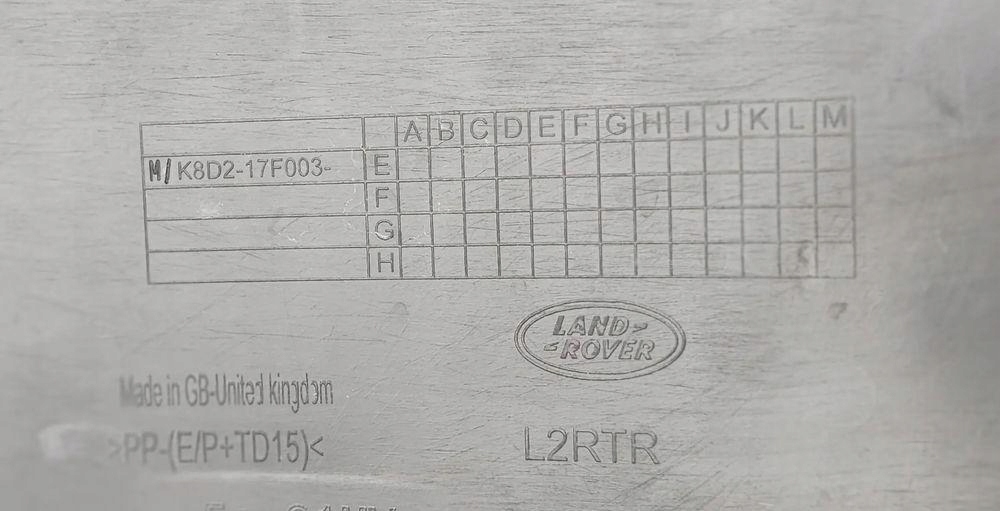 A B C D E F G H I J K L M
M/K8D2-17F003- E
F
G
H
LAND
ROVER
Made in GB-United kingdom
>PP-(E/P+TD15)<
L2RTR